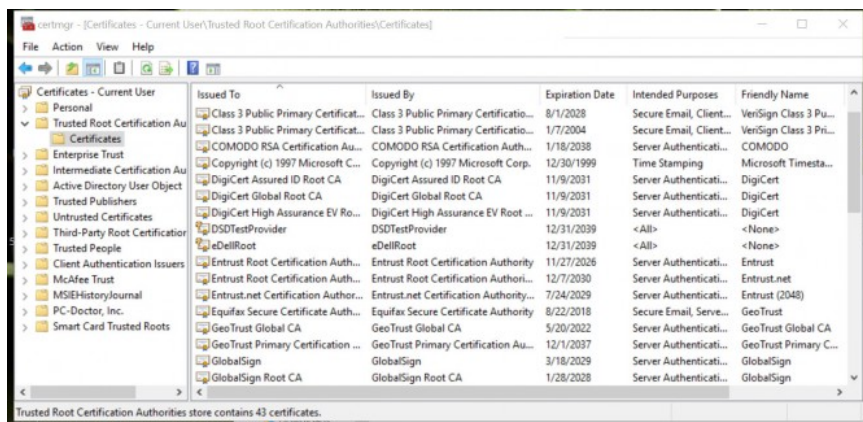 certmgr - [Certificates - Current User\Trusted Root Certification Authorities\Certificates]
File Action View Help
Certificates - Current User
Personal
Trusted Root Certification Au
Certificates
Enterprise Trust
Intermediate Certification Au
Active Directory User Object
Trusted Publishers
Untrusted Certificates
Third-Party Root Certification
Trusted People
Client Authentication Issuers
McAfee Trust
MSIEHistoryJournal
PC-Doctor, Inc.
Smart Card Trusted Roots
Issued To Issued By Expiration Date Intended Purposes Friendly Name
Class 3 Public Primary Certificat... Class 3 Public Primary Certificatio... 8/1/2028 Secure Email, Client... VeriSign Class 3 Pu...
Class 3 Public Primary Certificat... Class 3 Public Primary Certificatio... 1/7/2004 Secure Email, Client... VeriSign Class 3 Pri...
COMODO RSA Certification Au... COMODO RSA Certification Auth... 1/18/2038 Server Authenticati... COMODO
Copyright (c) 1997 Microsoft C... Copyright (c) 1997 Microsoft Corp. 12/30/1999 Time Stamping Microsoft Timesta...
DigiCert Assured ID Root CA DigiCert Assured ID Root CA 11/9/2031 Server Authenticati... DigiCert
DigiCert Global Root CA DigiCert Global Root CA 11/9/2031 Server Authenticati... DigiCert
DigiCert High Assurance EV Ro... DigiCert High Assurance EV Root ... 11/9/2031 Server Authenticati... DigiCert
DSDTestProvider DSDTestProvider 12/31/2039 <All> <None>
eDellRoot eDellRoot 12/31/2039 <All> <None>
Entrust Root Certification Auth... Entrust Root Certification Authority 11/27/2026 Server Authenticati... Entrust
Entrust Root Certification Auth... Entrust Root Certification Authori... 12/7/2030 Server Authenticati... Entrust.net
Entrust.net Certification Author... Entrust.net Certification Authority... 7/24/2029 Server Authenticati... Entrust (2048)
Equifax Secure Certificate Auth... Equifax Secure Certificate Authority 8/22/2018 Secure Email, Serve... GeoTrust
GeoTrust Global CA GeoTrust Global CA 5/20/2022 Server Authenticati... GeoTrust Global CA
GeoTrust Primary Certification ... GeoTrust Primary Certification Au... 12/1/2037 Server Authenticati... GeoTrust Primary C...
GlobalSign GlobalSign 3/18/2029 Server Authenticati... GlobalSign
GlobalSign Root CA GlobalSign Root CA 1/28/2028 Server Authenticati... GlobalSign
Trusted Root Certification Authorities store contains 43 certificates.